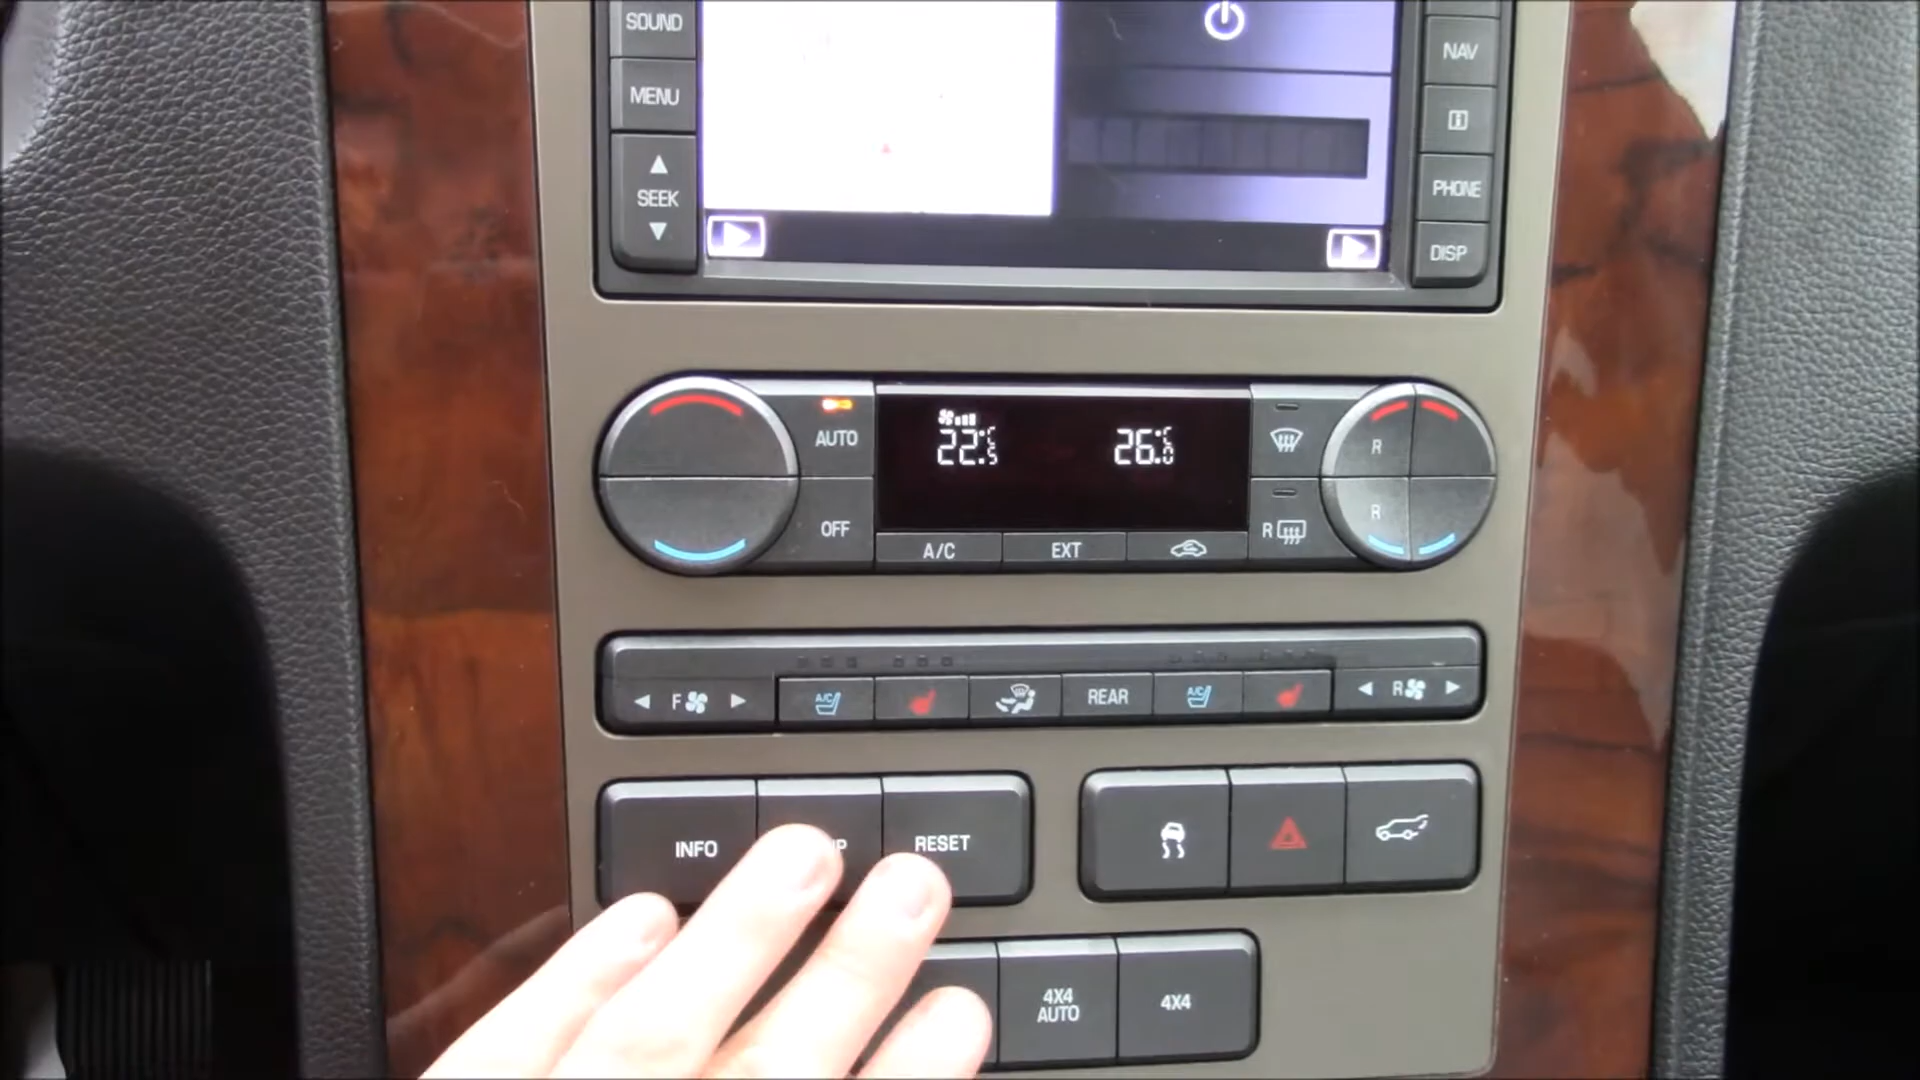 SOUND
NAV
MENU
SEEK
PHONE
DISP
AUTO
22.5°C
26.0°C
R
OFF
R
R
A/C
EXT
F
A/C
REAR
A/C
R
INFO
RESET
4X4
AUTO
4X4